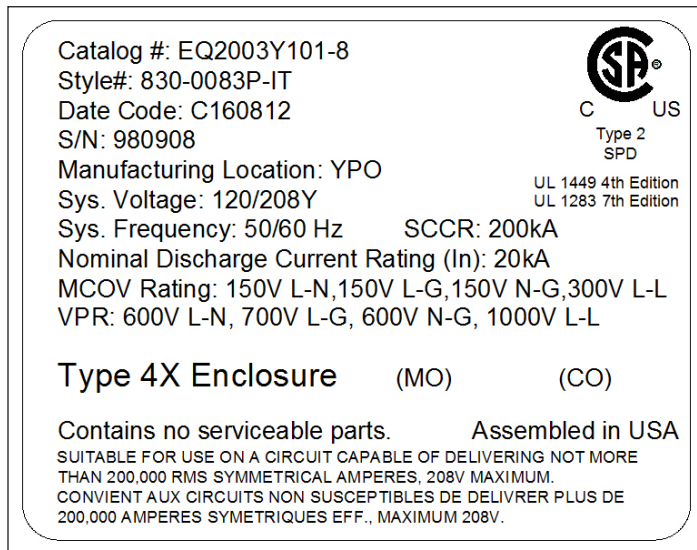 Catalog #: EQ2003Y101-8
Style#: 830-0083P-IT
Date Code: C160812
S/N: 980908
Manufacturing Location: YPO
Sys. Voltage: 120/208Y
Sys. Frequency: 50/60 Hz SCCR: 200kA
Nominal Discharge Current Rating (In): 20kA
MCOV Rating: 150V L-N,150V L-G,150V N-G,300V L-L
VPR: 600V L-N, 700V L-G, 600V N-G, 1000V L-L
CSA ®
C US
Type 2
SPD
UL 1449 4th Edition
UL 1283 7th Edition
Type 4X Enclosure (MO) (CO)
Contains no serviceable parts. Assembled in USA
SUITABLE FOR USE ON A CIRCUIT CAPABLE OF DELIVERING NOT MORE
THAN 200,000 RMS SYMMETRICAL AMPERES, 208V MAXIMUM.
CONVIENT AUX CIRCUITS NON SUSCEPTIBLES DE DELIVRER PLUS DE
200,000 AMPERES SYMETRIQUES EFF., MAXIMUM 208V.